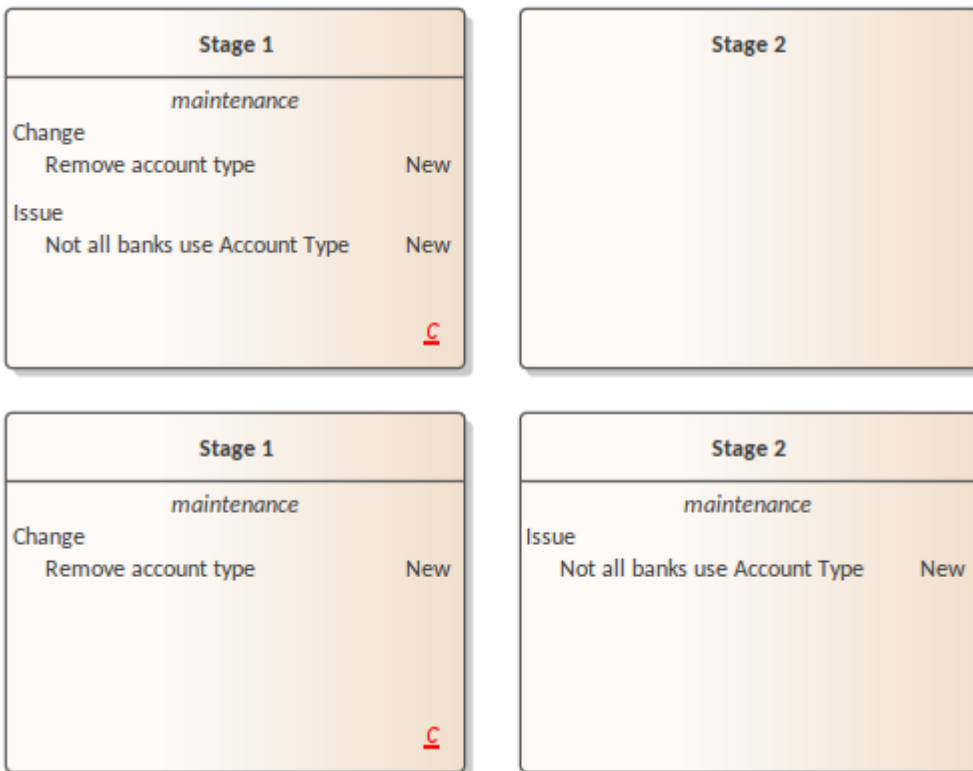 Stage 1
maintenance
Change
Remove account type New
Issue
Not all banks use Account Type New
C
Stage 2
Stage 1
maintenance
Change
Remove account type New
C
Stage 2
maintenance
Issue
Not all banks use Account Type New